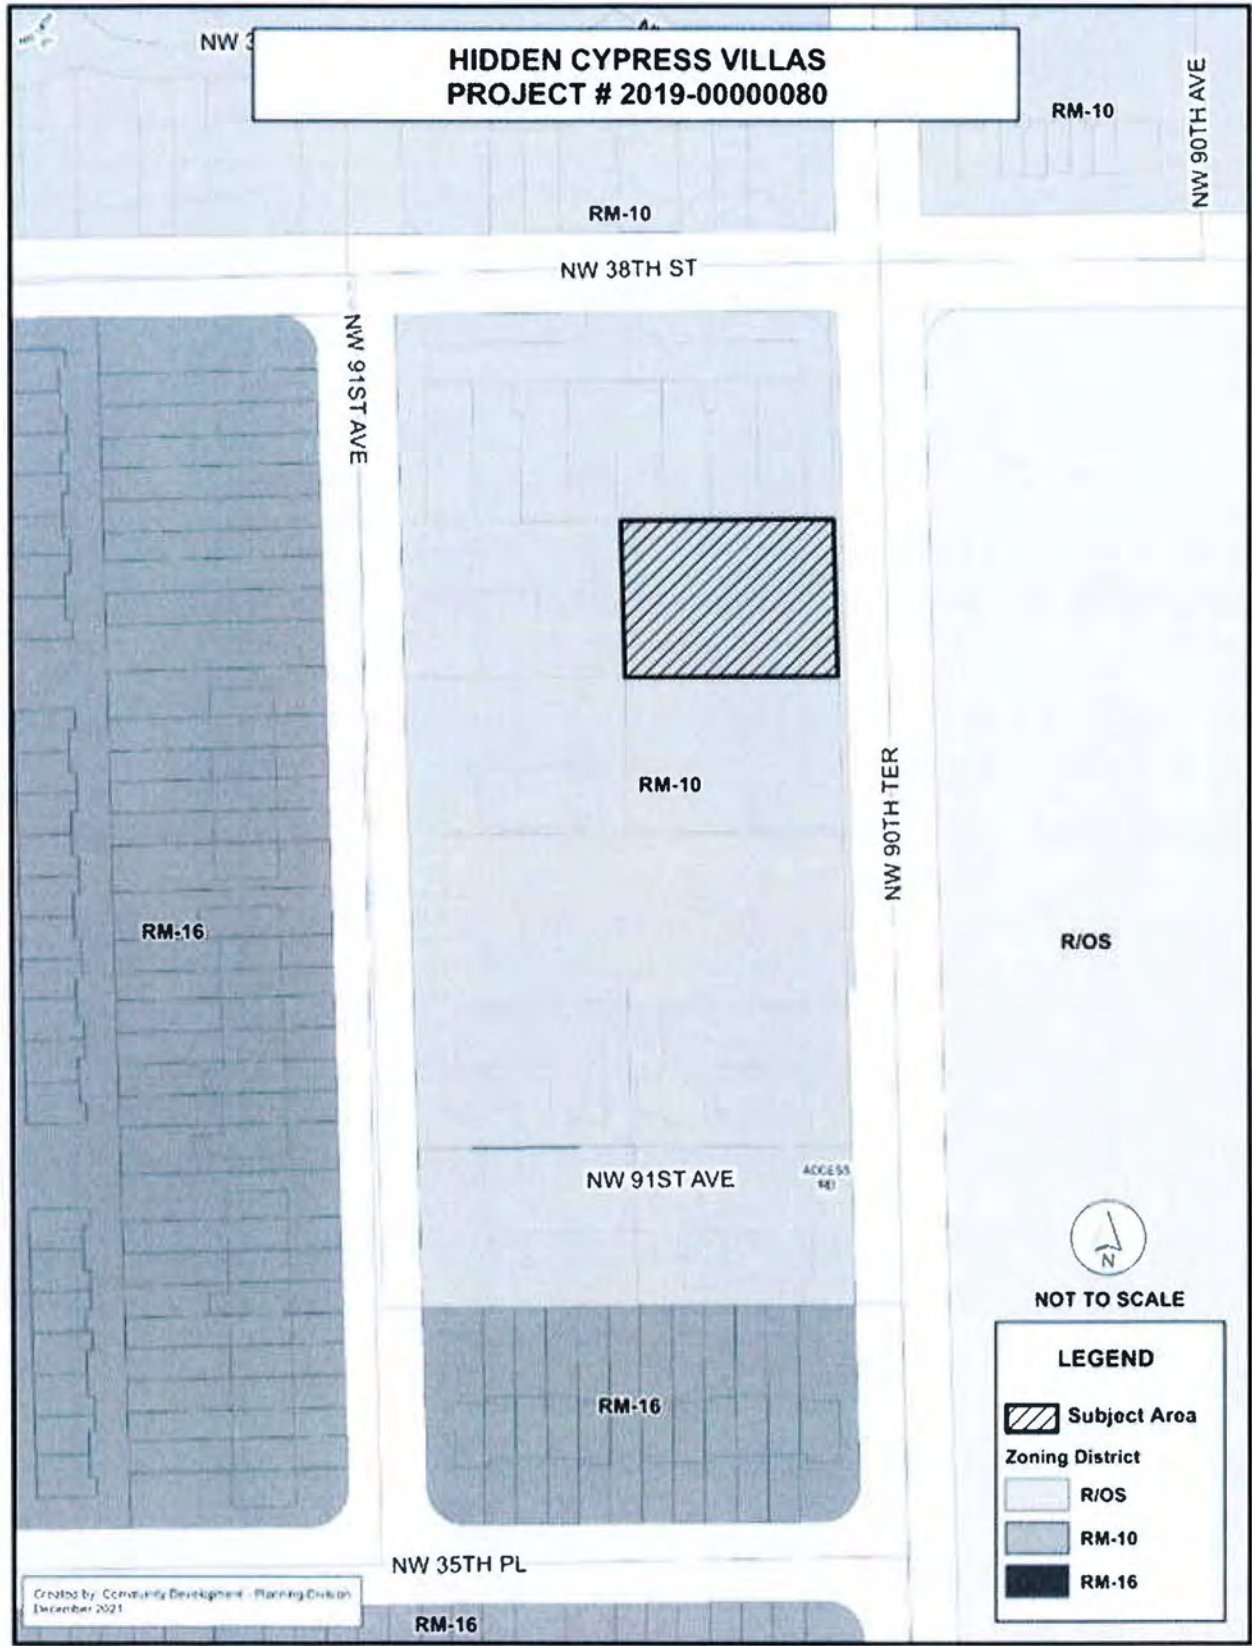 NW 3
HIDDEN CYPRESS VILLAS
PROJECT # 2019-00000080
RM-10
NW 90TH AVE
RM-10
NW 38TH ST
NW 91ST AVE
RM-10
NW 90TH TER
RM-16
R/OS
NW 91ST AVE
ACCESS
RD
N
NOT TO SCALE
RM-16
LEGEND
Subject Area
Zoning District
R/OS
RM-10
RM-16
NW 35TH PL
Created by: Community Development - Planning Division
December 2021
RM-16